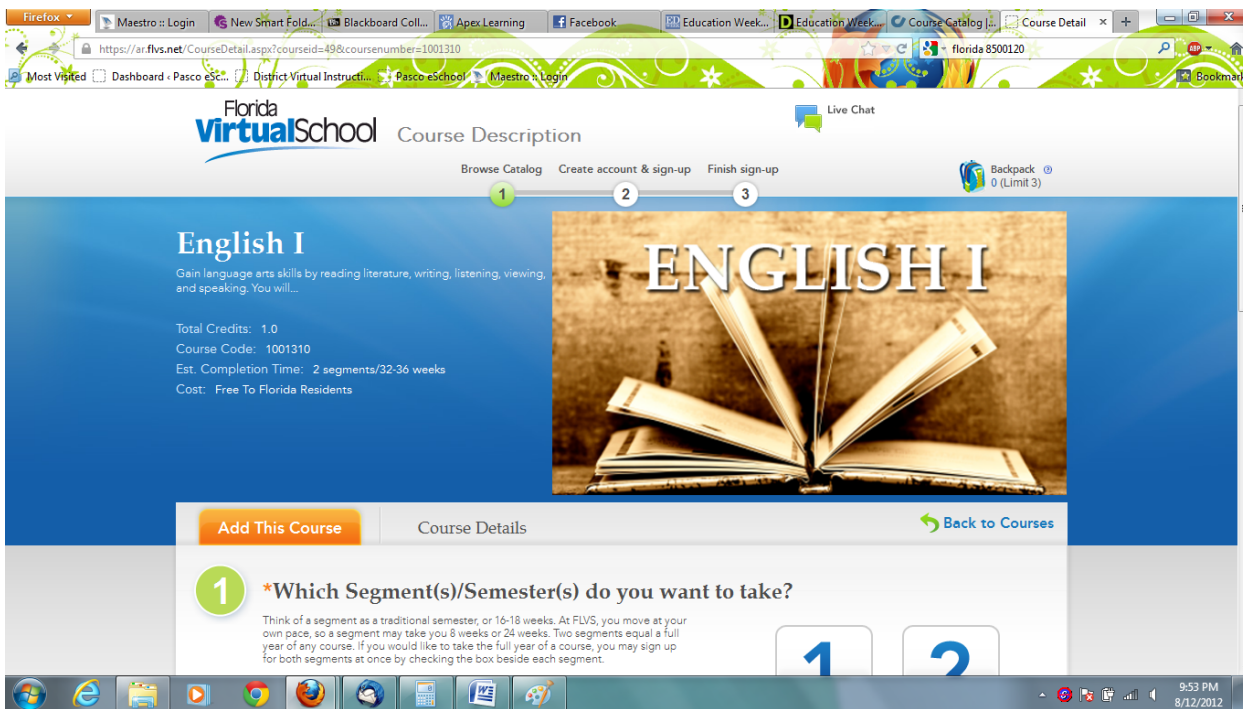 Firefox
Maestro :: Login
New Smart Fold...
Blackboard Coll...
Apex Learning
Facebook
Education Week...
Education Week...
Course Catalog |...
Course Detail
https://ar.flvs.net/CourseDetail.aspx?courseid=49&coursenumber=1001310
florida 8500120
ABP
Most Visited
Dashboard ‹ Pasco eSc...
District Virtual Instructi...
Pasco eSchool
Maestro :: Login
Bookmark
Florida
VirtualSchool
Course Description
Live Chat
Browse Catalog
Create account & sign-up
Finish sign-up
1
2
3
Backpack
0 (Limit 3)
English I
Gain language arts skills by reading literature, writing, listening, viewing,
and speaking. You will...
Total Credits: 1.0
Course Code: 1001310
Est. Completion Time: 2 segments/32-36 weeks
Cost: Free To Florida Residents
ENGLISH I
Add This Course
Course Details
Back to Courses
1
*Which Segment(s)/Semester(s) do you want to take?
Think of a segment as a traditional semester, or 16-18 weeks. At FLVS, you move at your
own pace, so a segment may take you 8 weeks or 24 weeks. Two segments equal a full
year of any course. If you would like to take the full year of a course, you may sign up
for both segments at once by checking the box beside each segment.
1
2
9:53 PM
8/12/2012